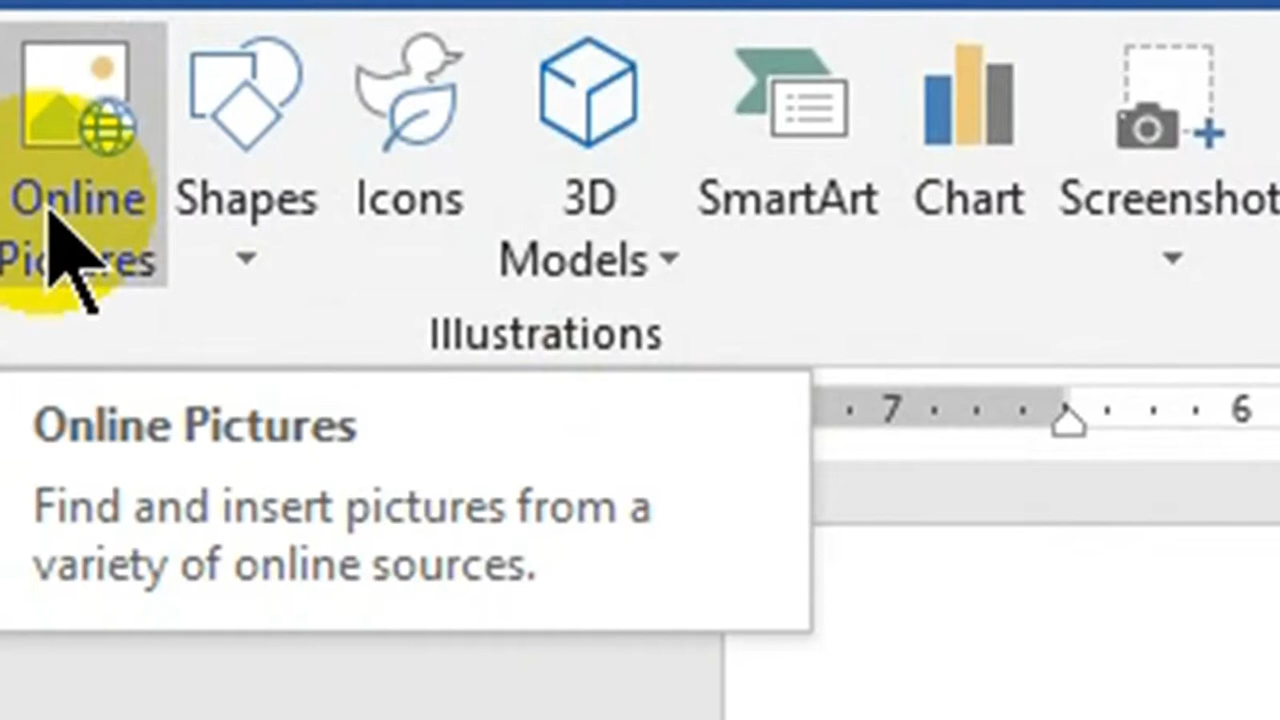 Online Pictures
Shapes
Icons
3D Models
SmartArt
Chart
Screenshot
Illustrations
Online Pictures
Find and insert pictures from a
variety of online sources.
7
6